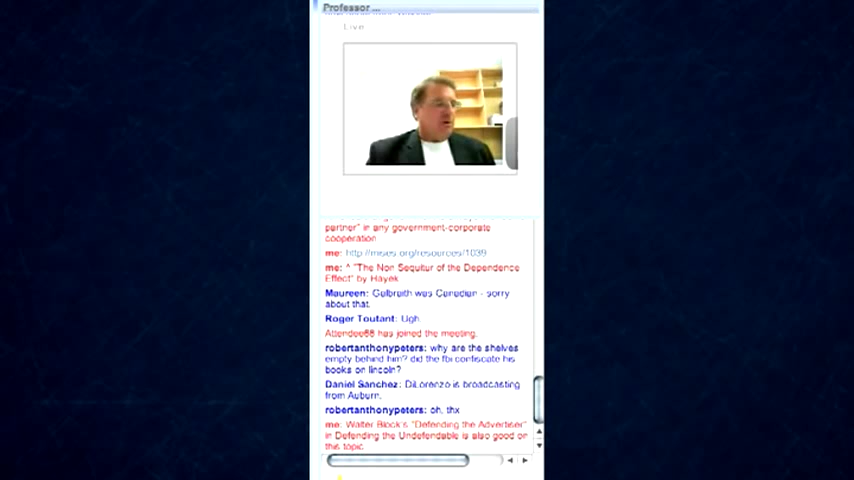 Professor ...
Live
partner" in any government-corporate
cooperation
me: http://mises.org/resources/1039
me: ^ "The Non Sequitur of the Dependence
Effect" by Hayek
Maureen: Galbraith was Canadian - sorry
about that.
Roger Toutant: Ugh.
Attendee68 has joined the meeting.
robertanthonypeters: why are the shelves
empty behind him? did the fbi confiscate his
books on lincoln?
Daniel Sanchez: DiLorenzo is broadcasting
from Auburn.
robertanthonypeters: oh, thx
me: Walter Block's "Defending the Advertiser"
in Defending the Undefendable is also good on
this topic